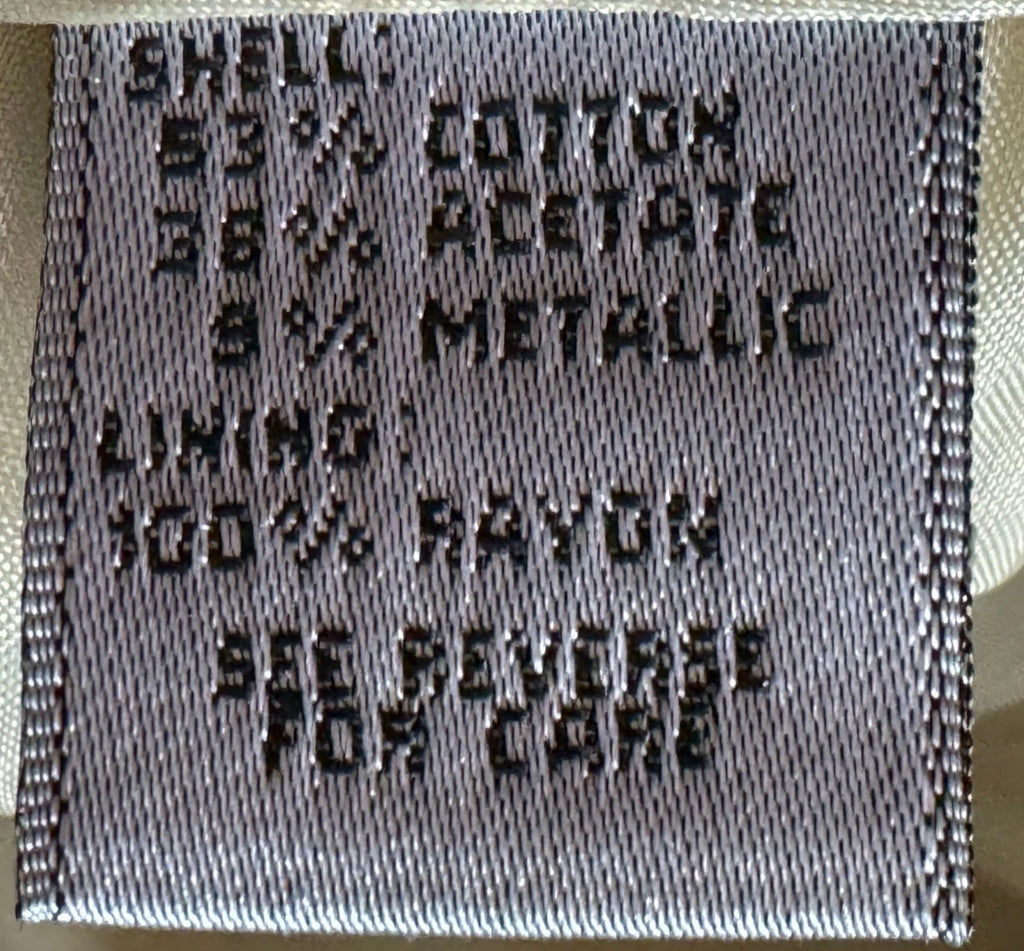 SHELL:
53% COTTON
38% ACETATE
9% METALLIC
LINING:
100% RAYON
SEE REVERSE
FOR CARE